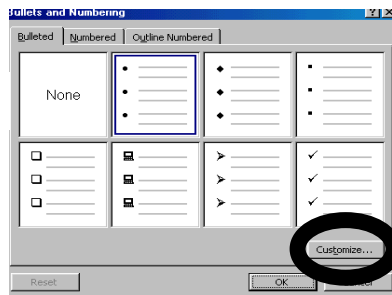 Bullets and Numbering
Bulleted Numbered Outline Numbered
None
Customize...
Reset OK